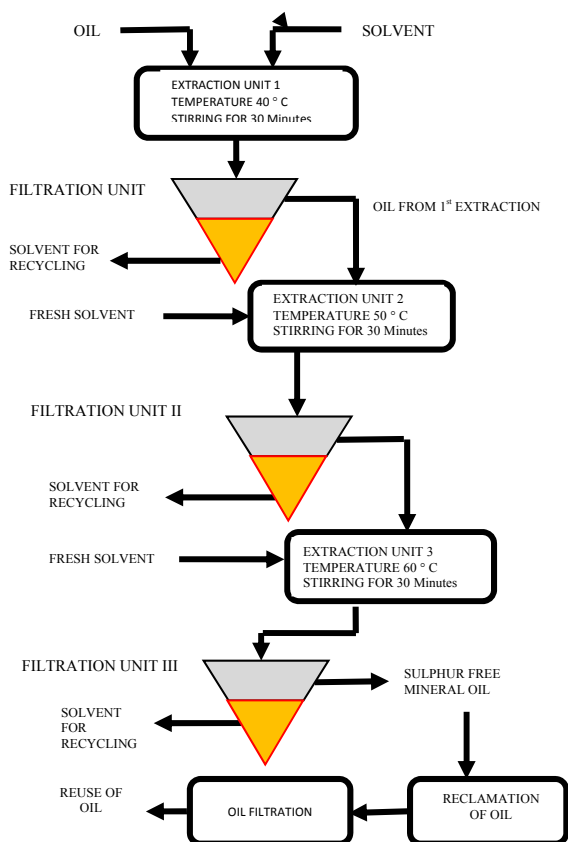 OIL
SOLVENT
EXTRACTION UNIT 1
TEMPERATURE 40 ° C
STIRRING FOR 30 Minutes
FILTRATION UNIT
OIL FROM 1st EXTRACTION
SOLVENT FOR
RECYCLING
EXTRACTION UNIT 2
TEMPERATURE 50 ° C
STIRRING FOR 30 Minutes
FRESH SOLVENT
FILTRATION UNIT II
SOLVENT FOR
RECYCLING
EXTRACTION UNIT 3
TEMPERATURE 60 ° C
STIRRING FOR 30 Minutes
FRESH SOLVENT
FILTRATION UNIT III
SULPHUR FREE
MINERAL OIL
SOLVENT
FOR
RECYCLING
REUSE OF
OIL
OIL FILTRATION
RECLAMATION
OF OIL